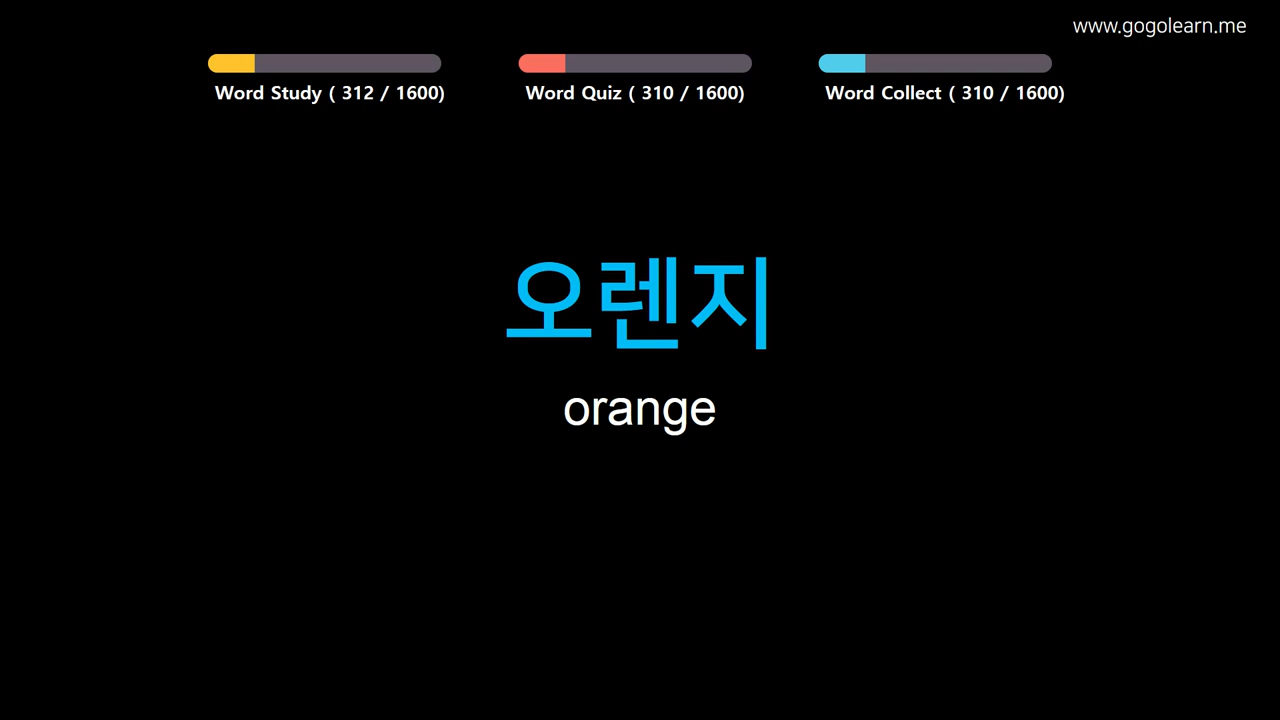 www.gogolearn.me
Word Study ( 312 / 1600)
Word Quiz ( 310 / 1600)
Word Collect ( 310 / 1600)
오렌지
orange